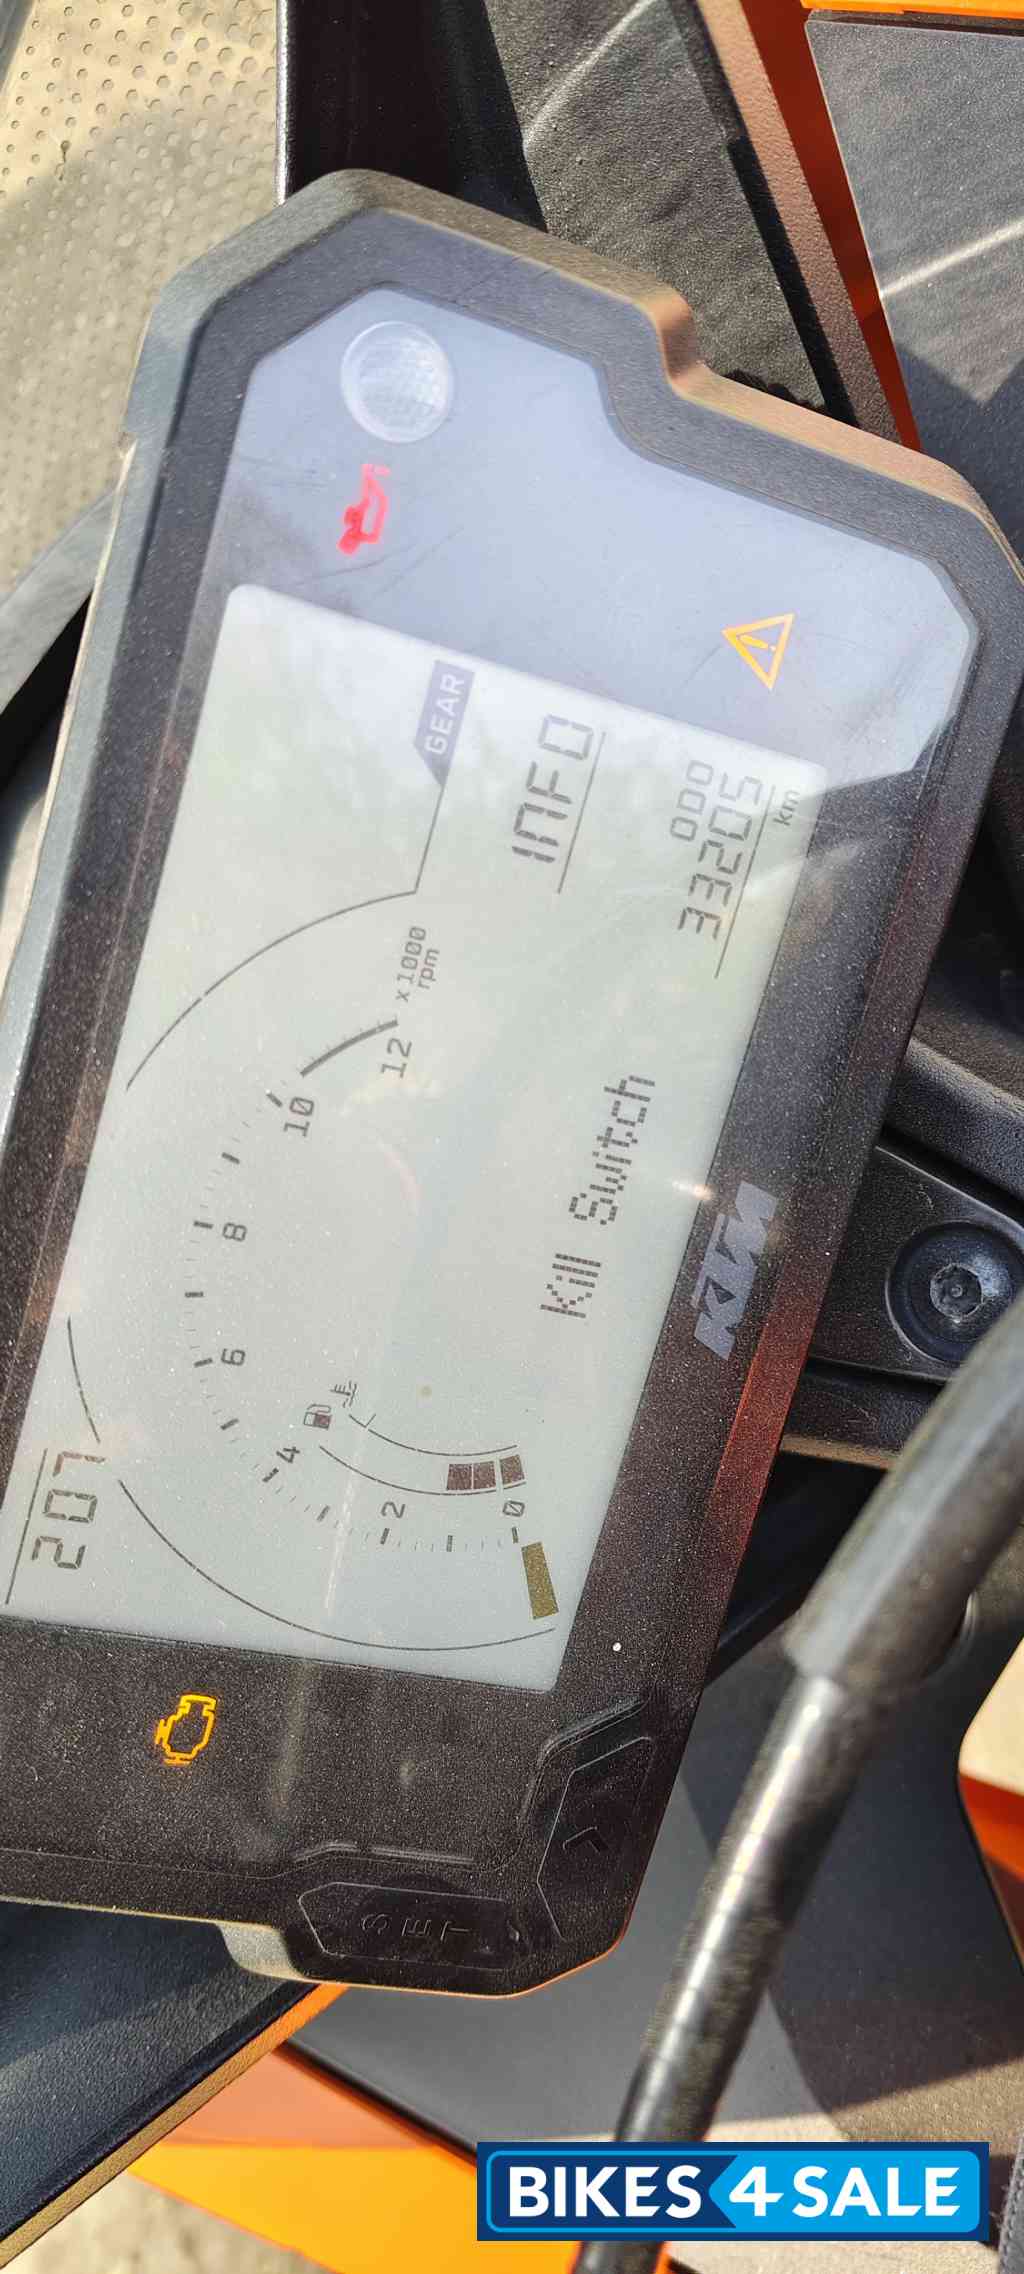 207
GEAR
x1000
rpm
0 2 4 6 8 10 12
INFO
Kill Switch
ODO
33205
km
KTM
SET
BIKES4SALE